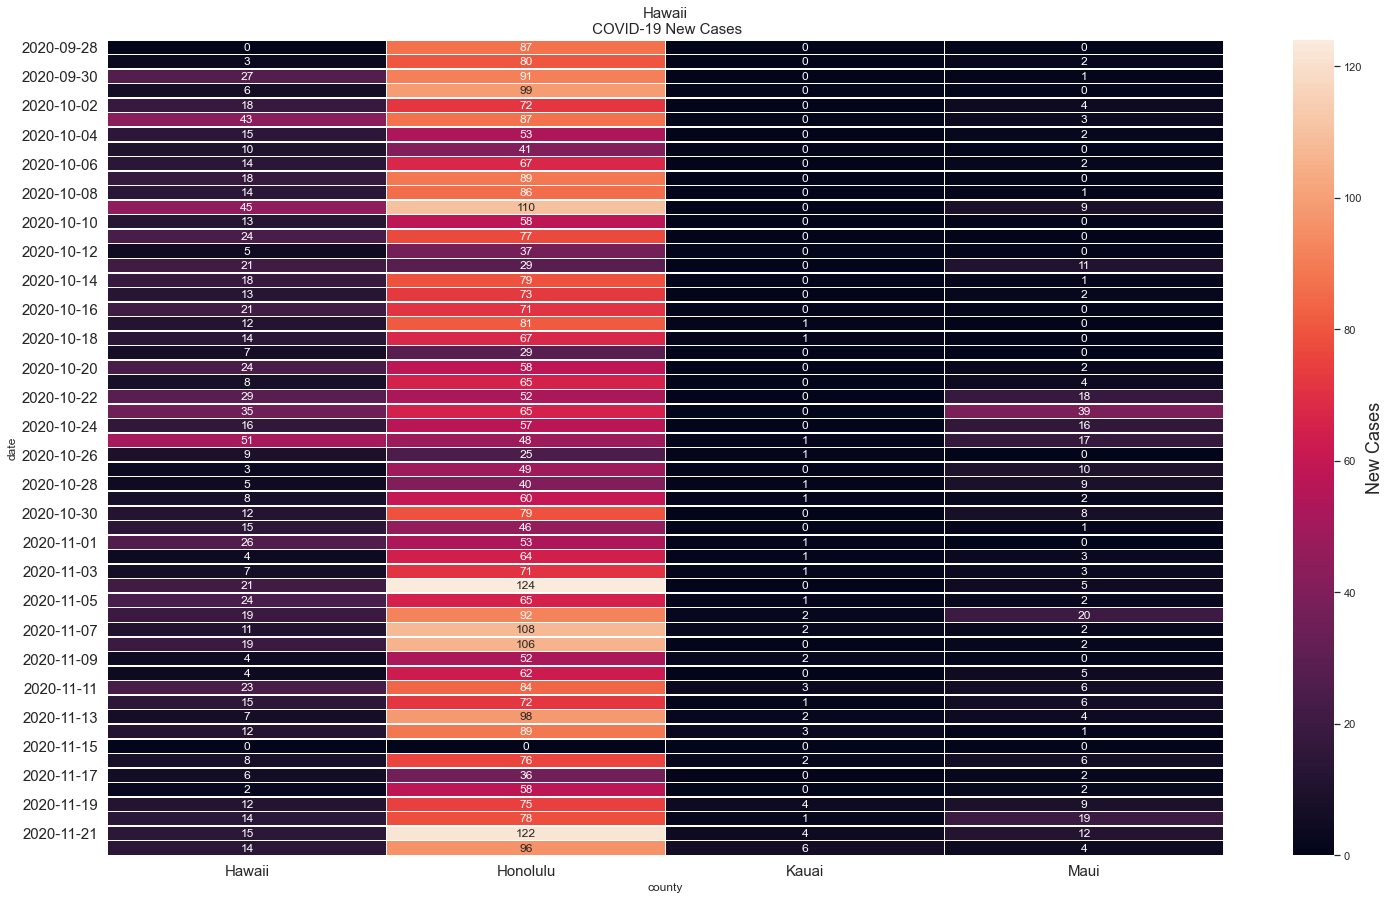 Hawaii
COVID-19 New Cases
2020-09-28 0 87 0 0
3 80 0 2
2020-09-30 27 91 0 1
6 99 0 0
2020-10-02 18 72 0 4
43 87 0 3
2020-10-04 15 53 0 2
10 41 0 0
2020-10-06 14 67 0 2
18 89 0 0
2020-10-08 14 86 0 1
45 110 0 9
2020-10-10 13 58 0 0
24 77 0 0
2020-10-12 5 37 0 0
21 29 0 11
2020-10-14 18 79 0 1
13 73 0 2
2020-10-16 21 71 0 0
12 81 1 0
2020-10-18 14 67 1 0
7 29 0 0
2020-10-20 24 58 0 2
8 65 0 4
2020-10-22 29 52 0 18
35 65 0 39
2020-10-24 16 57 0 16
51 48 1 17
2020-10-26 9 25 1 0
3 49 0 10
2020-10-28 5 40 1 9
8 60 1 2
2020-10-30 12 79 0 8
15 46 0 1
2020-11-01 26 53 1 0
4 64 1 3
2020-11-03 7 71 1 3
21 124 0 5
2020-11-05 24 65 1 2
19 92 2 20
2020-11-07 11 108 2 2
19 106 0 2
2020-11-09 4 52 2 0
4 62 0 5
2020-11-11 23 84 3 6
15 72 1 6
2020-11-13 7 98 2 4
12 89 3 1
2020-11-15 0 0 0 0
8 76 2 6
2020-11-17 6 36 0 2
2 58 0 2
2020-11-19 12 75 4 9
14 78 1 19
2020-11-21 15 122 4 12
14 96 6 4
Hawaii Honolulu Kauai Maui
county
date
120
100
80
60
40
20
0
New Cases